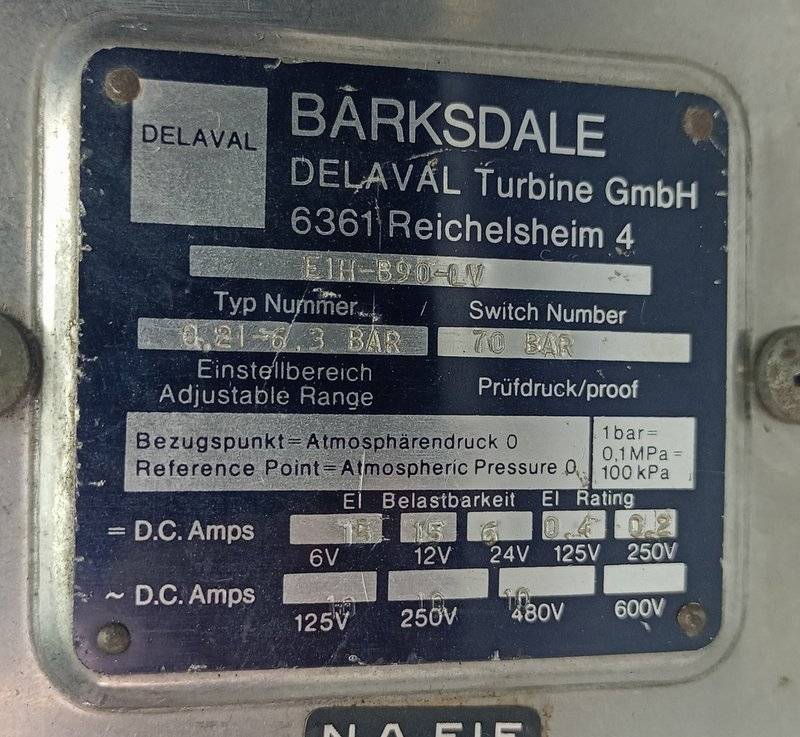 DELAVAL
BARKSDALE
DELAVAL Turbine GmbH
6361 Reichelsheim 4
E1H-B90-LV
Typ Nummer / Switch Number
0,21-6,3 BAR
70 BAR
Einstellbereich
Adjustable Range
Prüfdruck/proof
Bezugspunkt=Atmosphärendruck 0
Reference Point=Atmospheric Pressure 0
1 bar=
0,1 MPa=
100 kPa
El Belastbarkeit El Rating
= D.C. Amps 15 15 6 0.4 0.2
6V 12V 24V 125V 250V
~ D.C. Amps 10 10 10
125V 250V 480V 600V